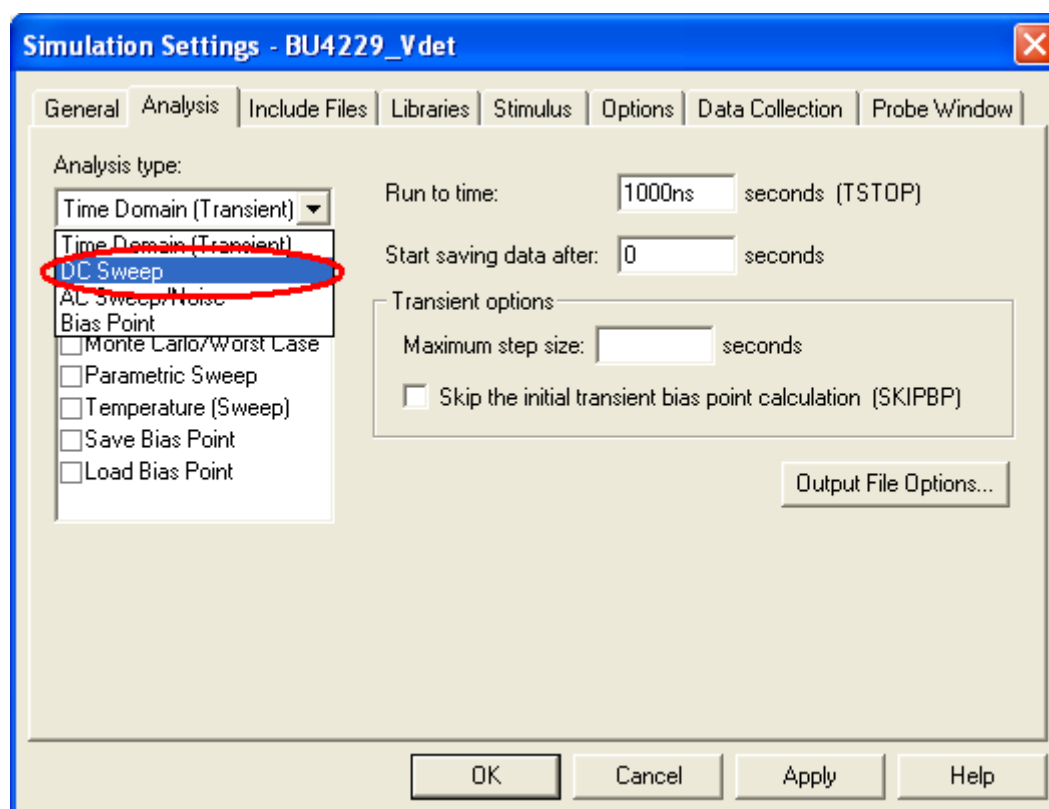 Simulation Settings - BU4229_Vdet
General Analysis Include Files Libraries Stimulus Options Data Collection Probe Window
Analysis type:
Time Domain (Transient)
Time Domain (Transient)
DC Sweep
AC Sweep/Noise
Bias Point
Monte Carlo/Worst Case
Parametric Sweep
Temperature (Sweep)
Save Bias Point
Load Bias Point
Run to time: 1000ns seconds (TSTOP)
Start saving data after: 0 seconds
Transient options
Maximum step size: seconds
Skip the initial transient bias point calculation (SKIPBP)
Output File Options...
OK Cancel Apply Help